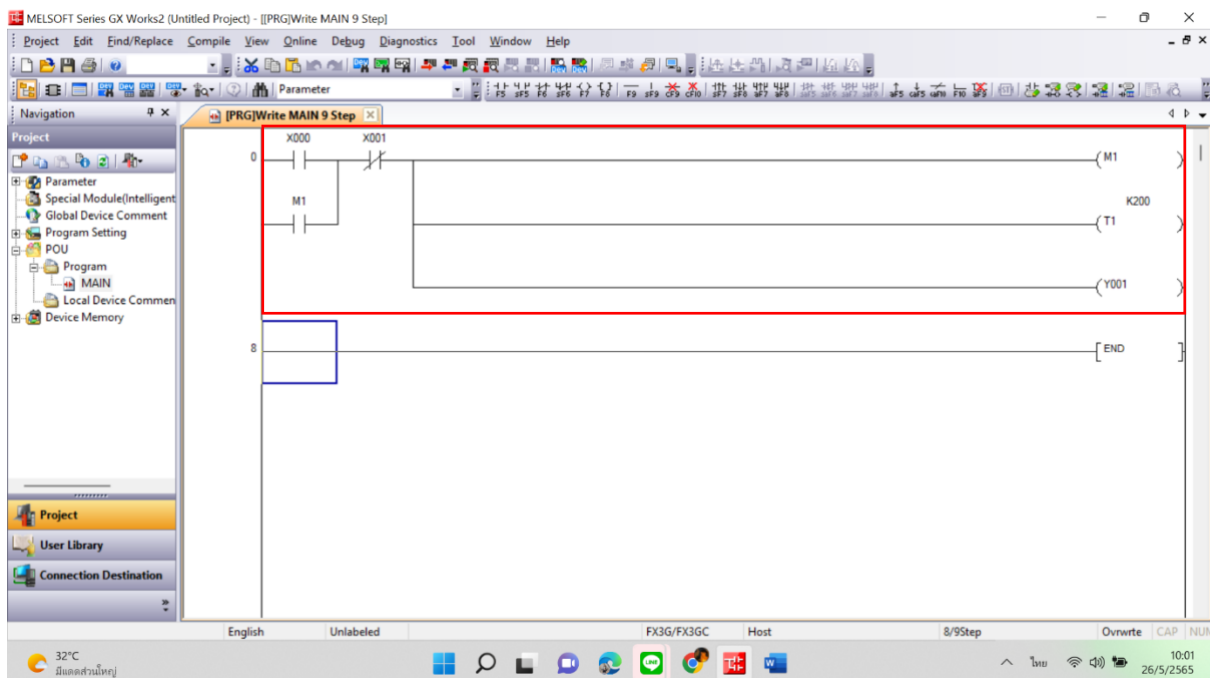 MELSOFT Series GX Works2 (Untitled Project) - [[PRG]Write MAIN 9 Step]
Project Edit Find/Replace Compile View Online Debug Diagnostics Tool Window Help
Parameter
Navigation
[PRG]Write MAIN 9 Step
Project
Parameter
Special Module(Intelligent
Global Device Comment
Program Setting
POU
Program
MAIN
Local Device Commen
Device Memory
X000 X001
0 M1
M1 K200
T1
Y001
8 END
Project
User Library
Connection Destination
English Unlabeled FX3G/FX3GC Host 8/9Step Ovrwrte CAP NUM
32°C
มีแดดส่วนใหญ่
ไทย
10:01
26/5/2565